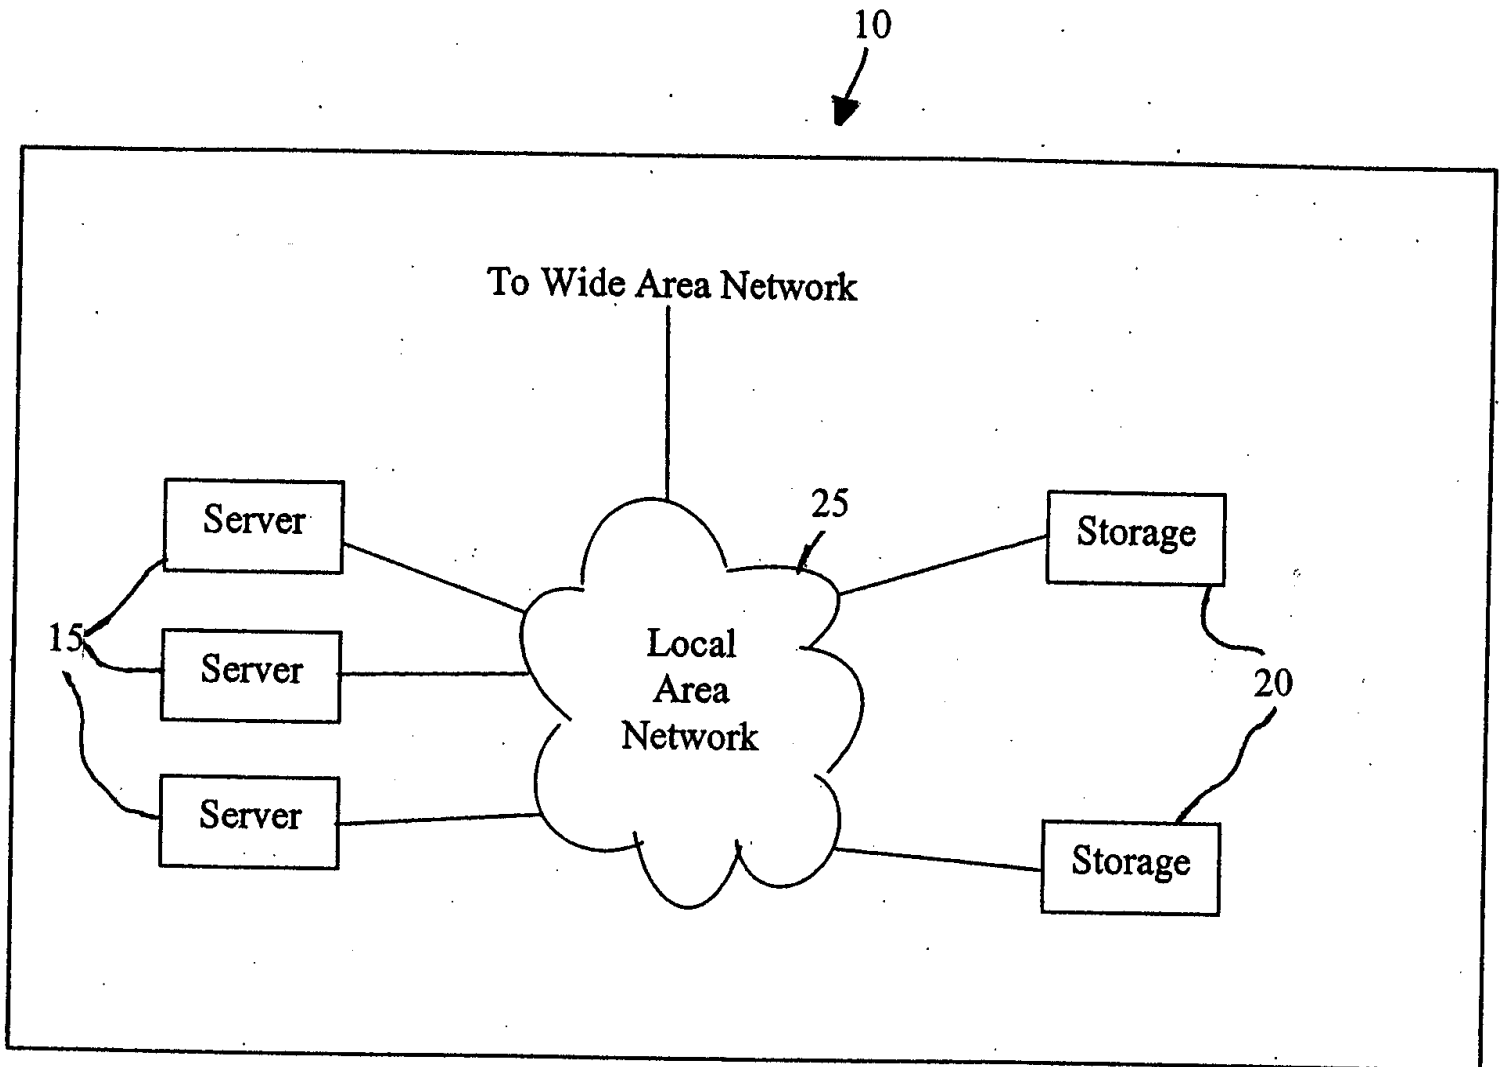 10
To Wide Area Network
25
Server
Storage
15
Server
Local
Area
Network
20
Server
Storage